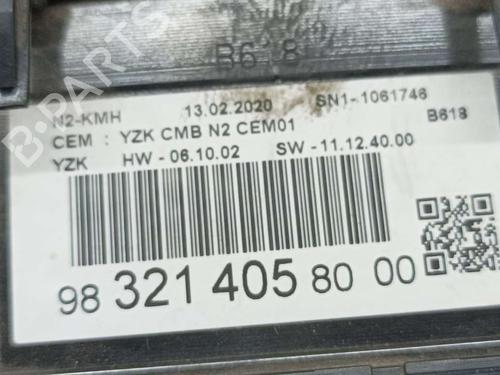 B618
N2-KMH 13.02.2020 SN1-1061746
CEM : YZK CMB N2 CEM01 B618
YZK HW - 06.10.02 SW - 11.12.40.00
98 321 405 80 00